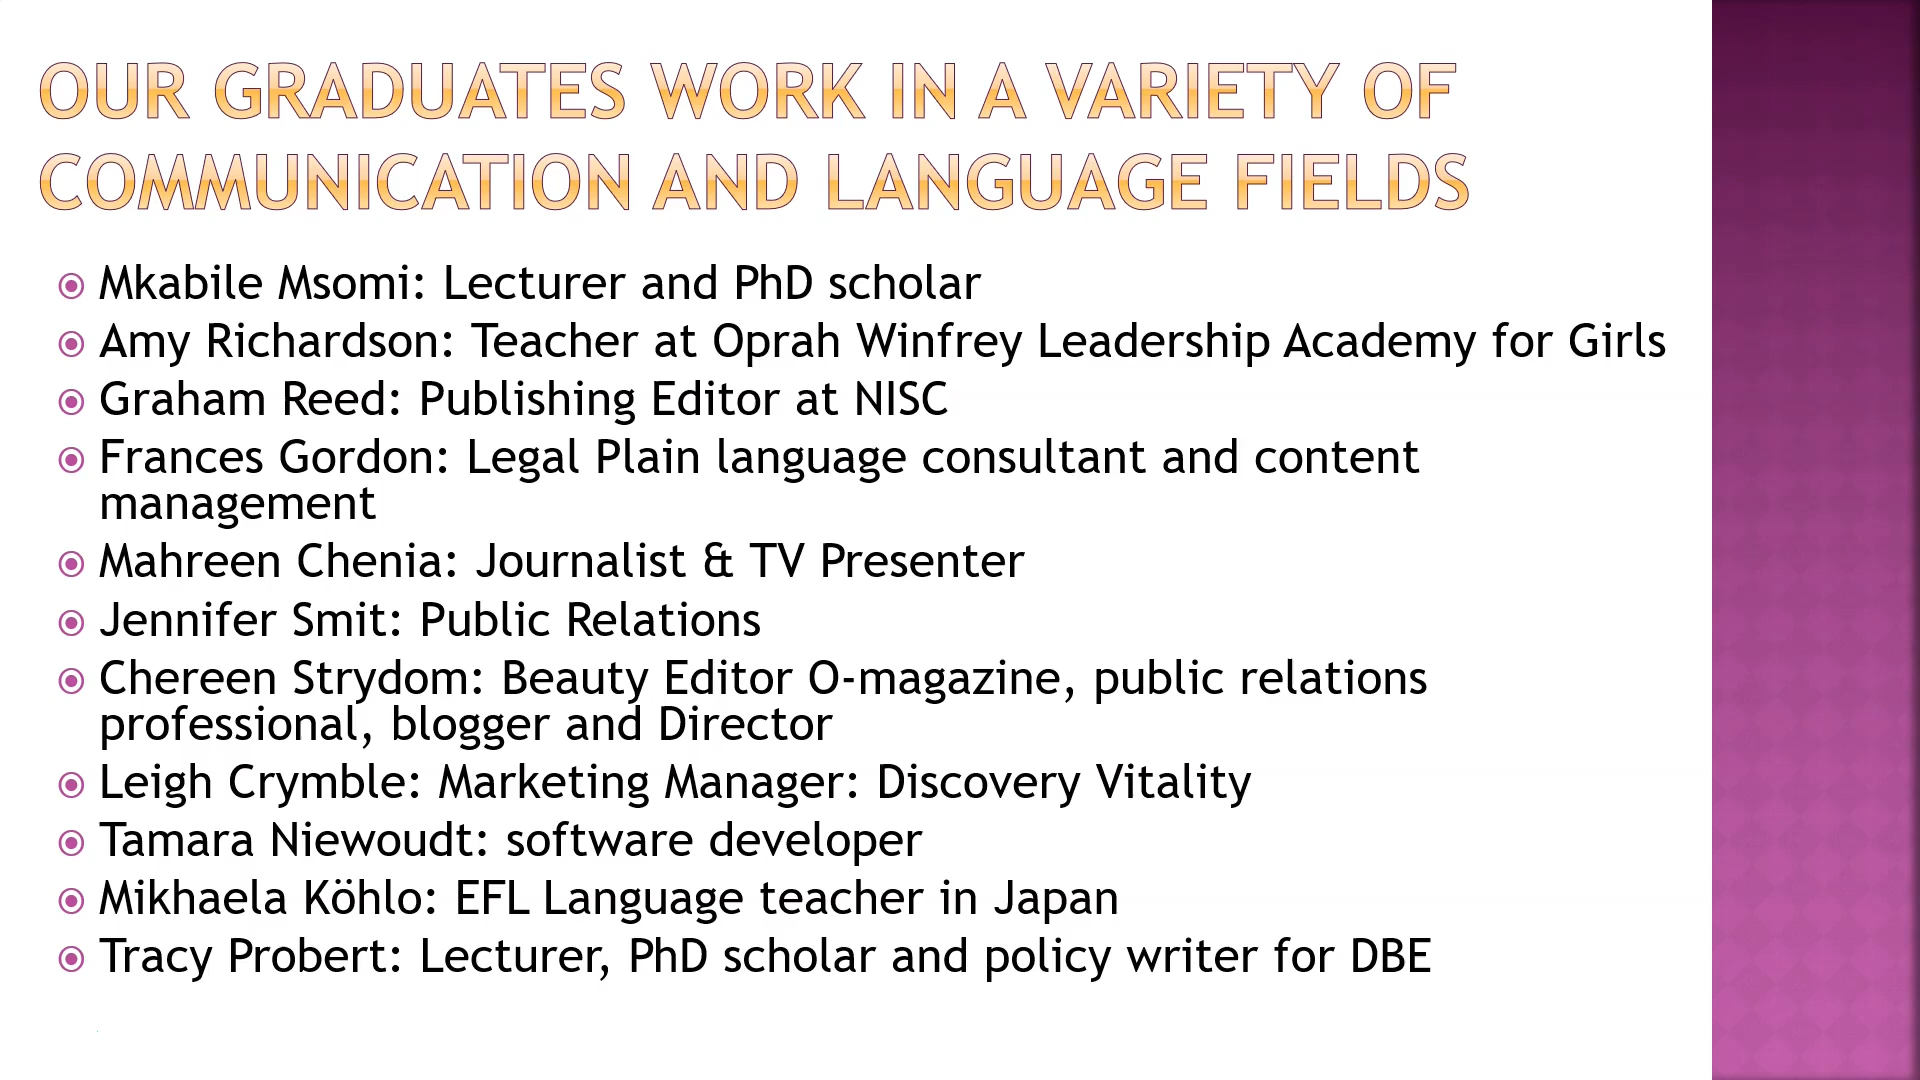 OUR GRADUATES WORK IN A VARIETY OF
COMMUNICATION AND LANGUAGE FIELDS
Mkabile Msomi: Lecturer and PhD scholar
Amy Richardson: Teacher at Oprah Winfrey Leadership Academy for Girls
Graham Reed: Publishing Editor at NISC
Frances Gordon: Legal Plain language consultant and content
management
Mahreen Chenia: Journalist & TV Presenter
Jennifer Smit: Public Relations
Chereen Strydom: Beauty Editor O-magazine, public relations
professional, blogger and Director
Leigh Crymble: Marketing Manager: Discovery Vitality
Tamara Niewoudt: software developer
Mikhaela Köhlo: EFL Language teacher in Japan
Tracy Probert: Lecturer, PhD scholar and policy writer for DBE